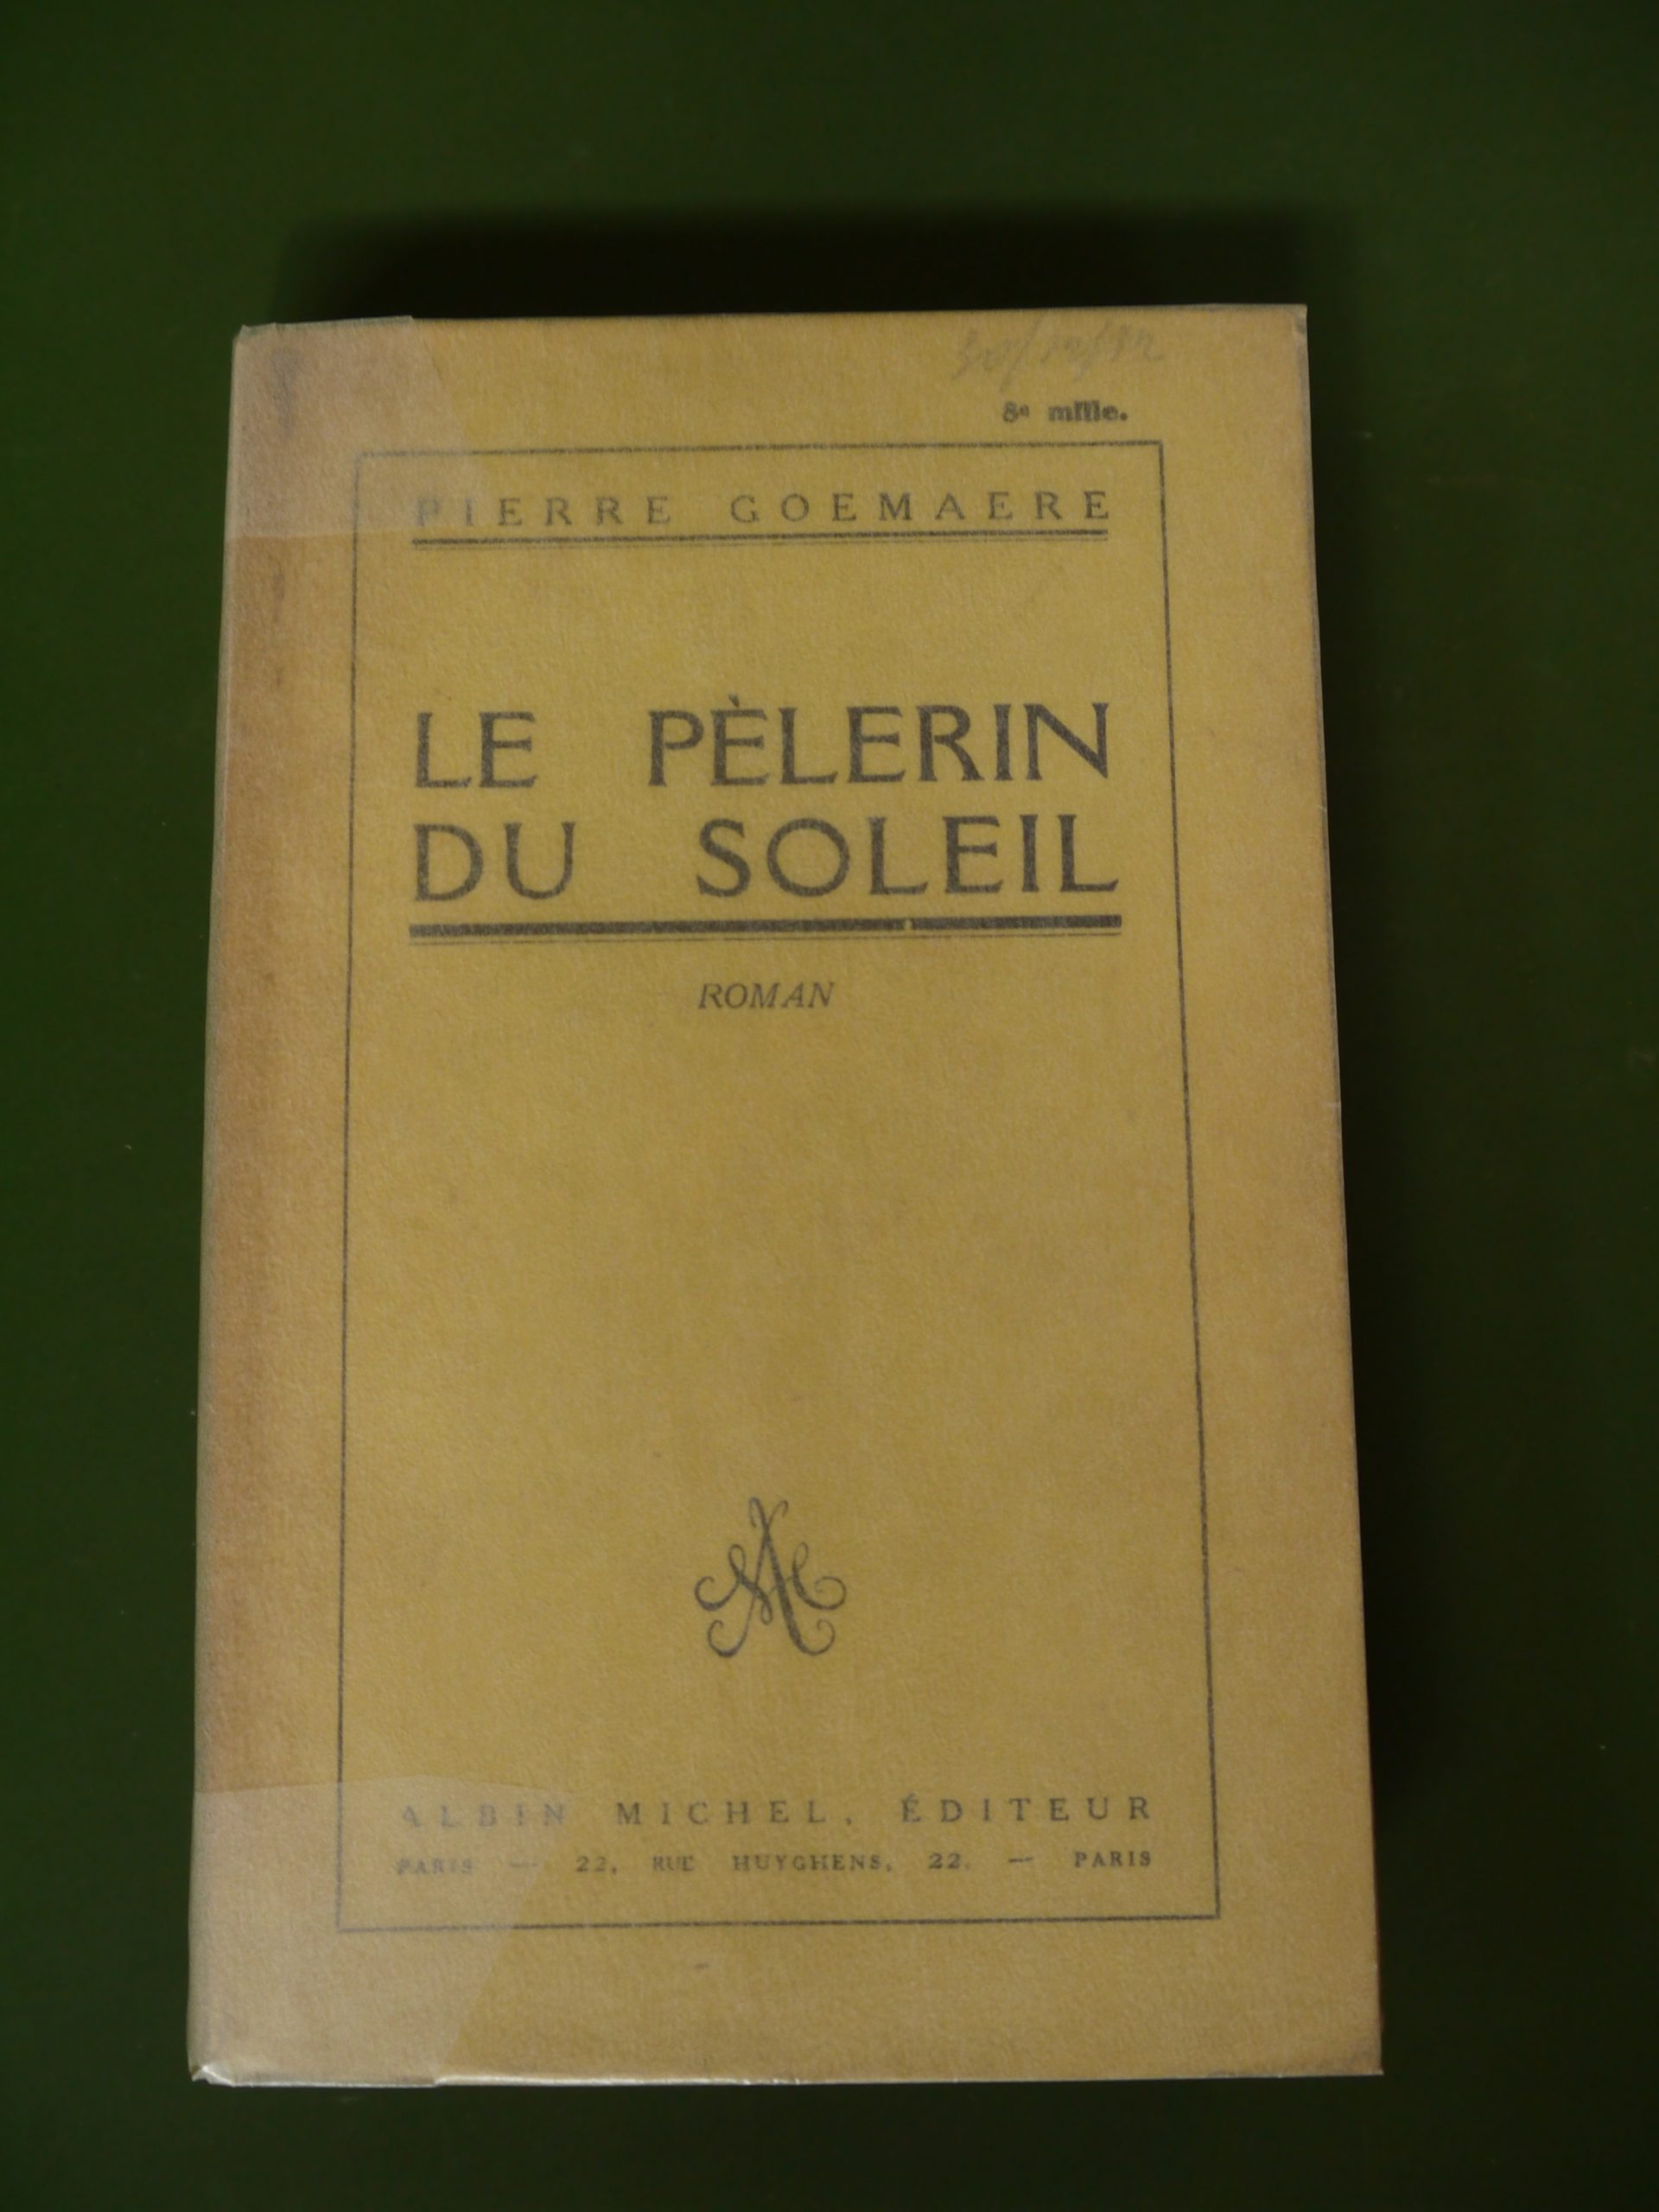 8e mille.
PIERRE GOEMAERE
LE PÈLERIN
DU SOLEIL
ROMAN
ALBIN MICHEL, ÉDITEUR
PARIS — 22, RUE HUYGHENS, 22. — PARIS